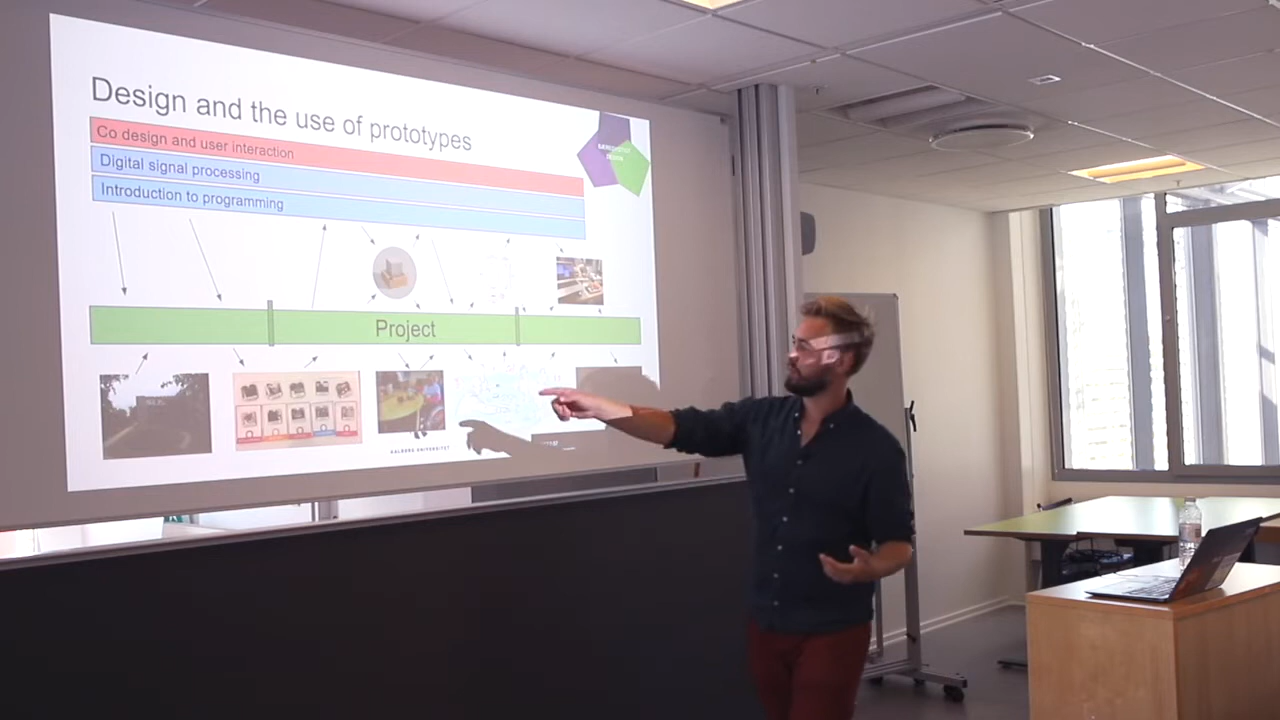 Design and the use of prototypes
Co design and user interaction
Digital signal processing
Introduction to programming
Project
AALBORG UNIVERSITET